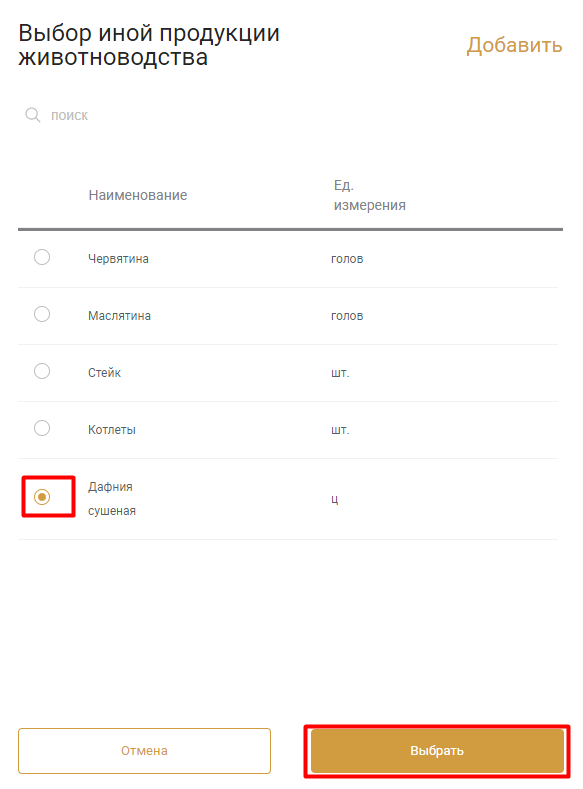 Выбор иной продукции
животноводства
Добавить
поиск
Наименование
Ед.
измерения
Червятина голов
Маслятина голов
Стейк шт.
Котлеты шт.
Дафния
сушеная
ц
Отмена Выбрать